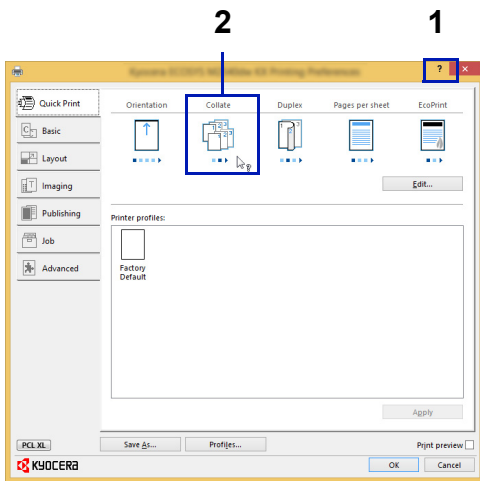 2 1
?
Quick Print
Basic
Layout
Imaging
Publishing
Job
Advanced
Orientation Collate Duplex Pages per sheet EcoPrint
Edit...
Printer profiles:
Factory
Default
Apply
PCL XL Save As... Profiles... Print preview
KYOCERA OK Cancel